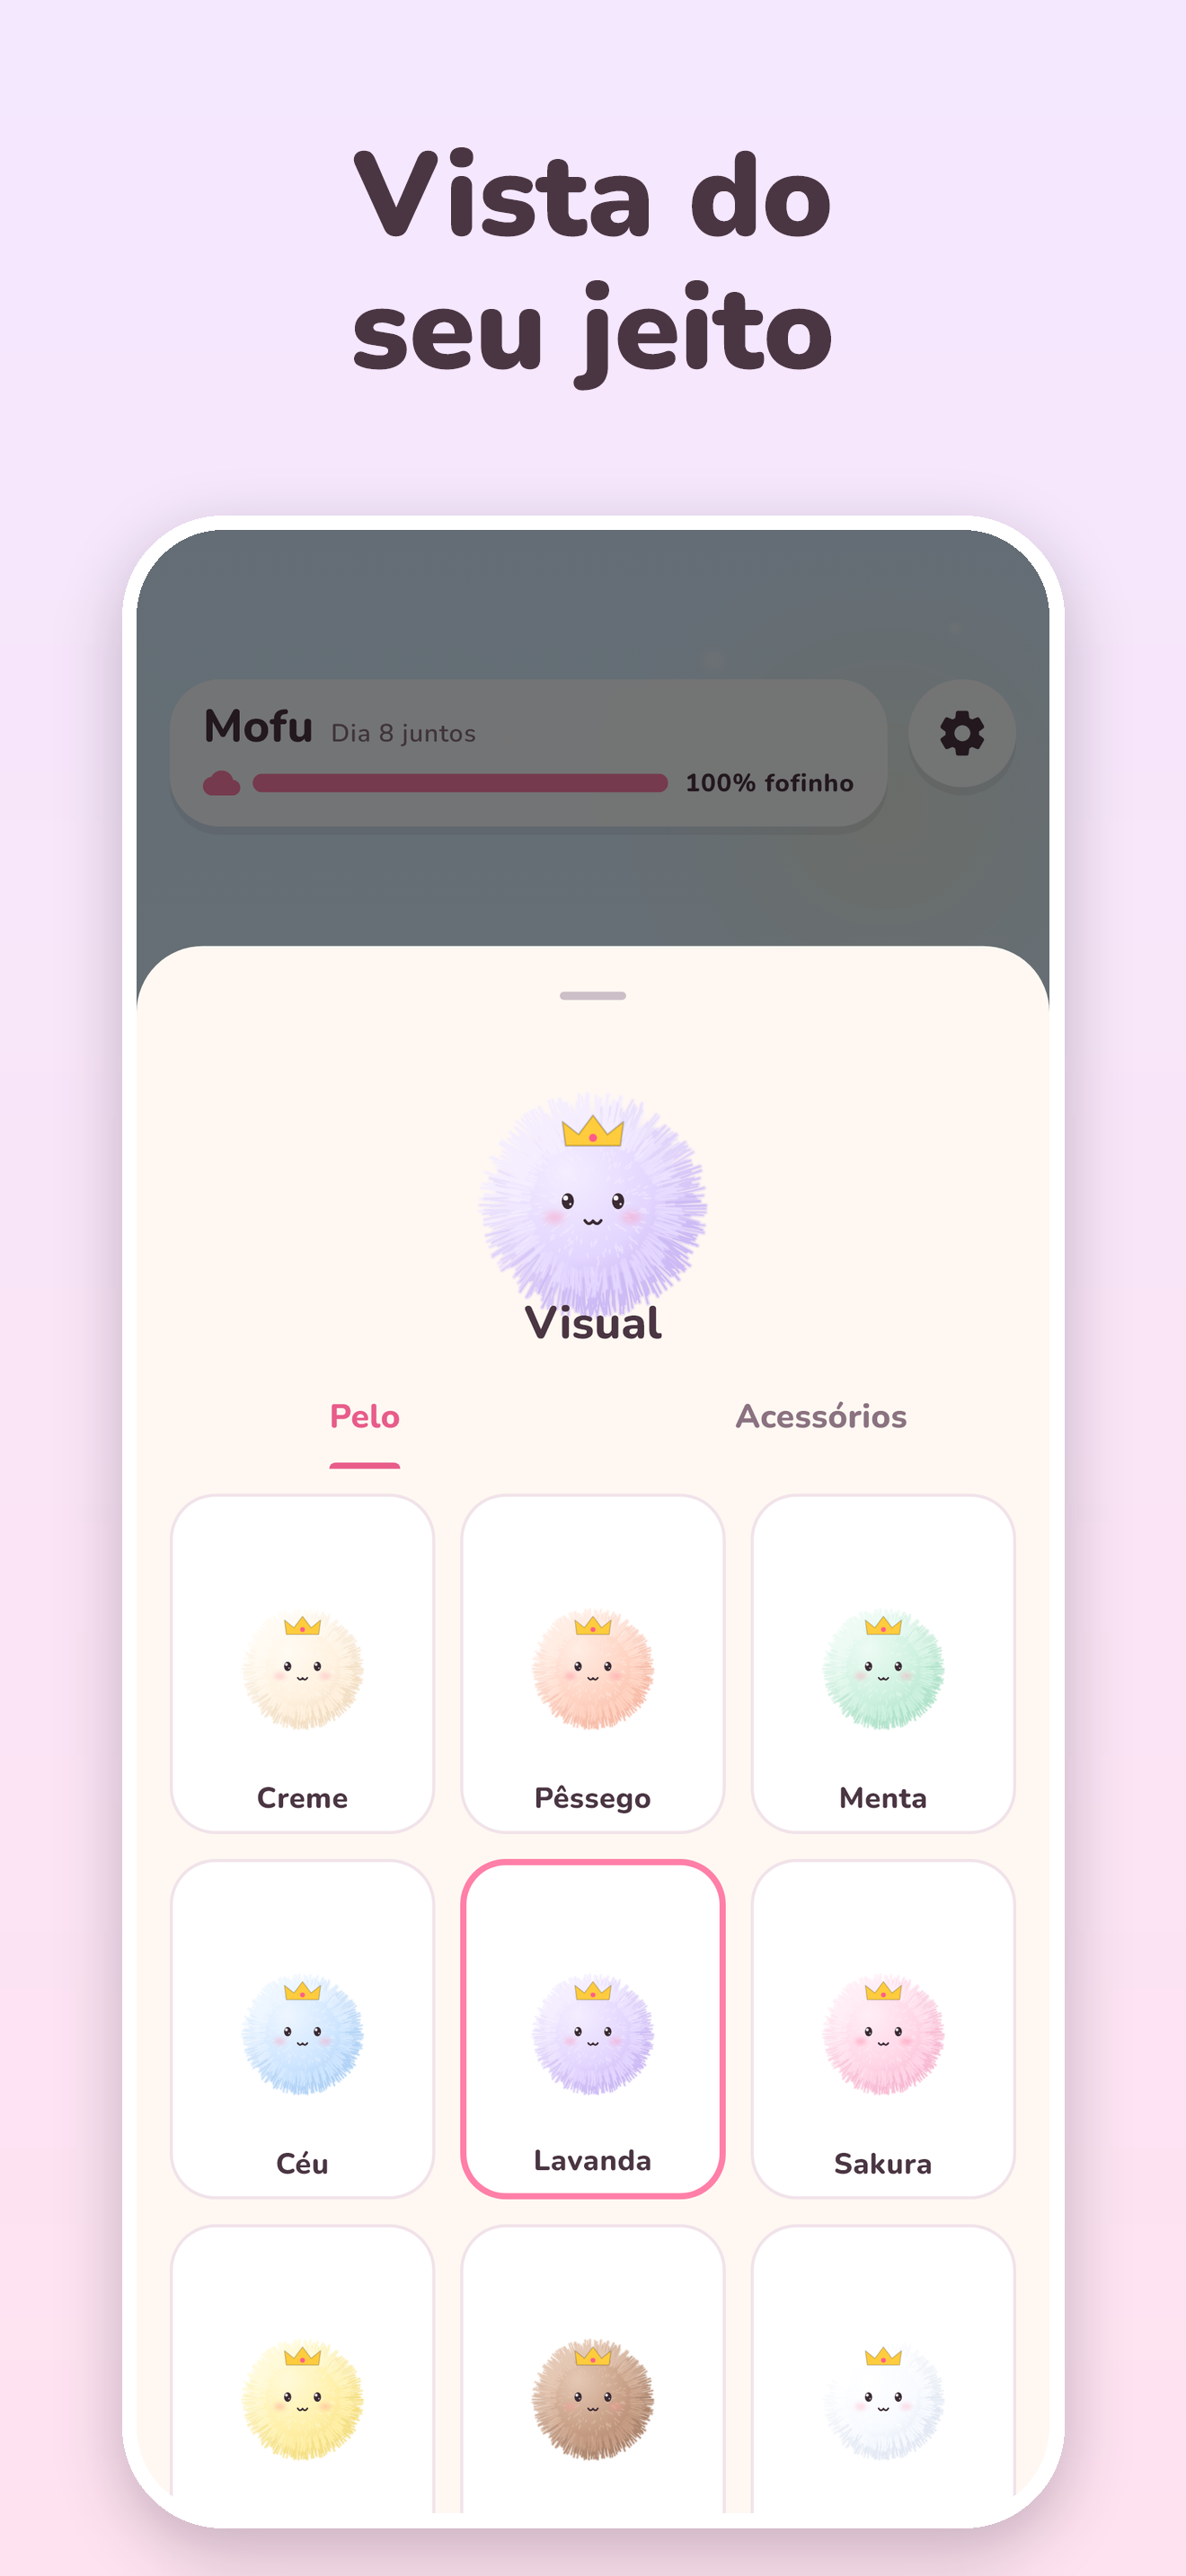 Vista do
seu jeito
Mofu Dia 8 juntos
100% fofinho
Visual
Pelo Acessórios
Creme Pêssego Menta
Céu Lavanda Sakura